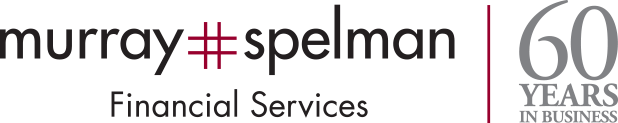 murray#spelman
Financial Services
60
YEARS
IN BUSINESS